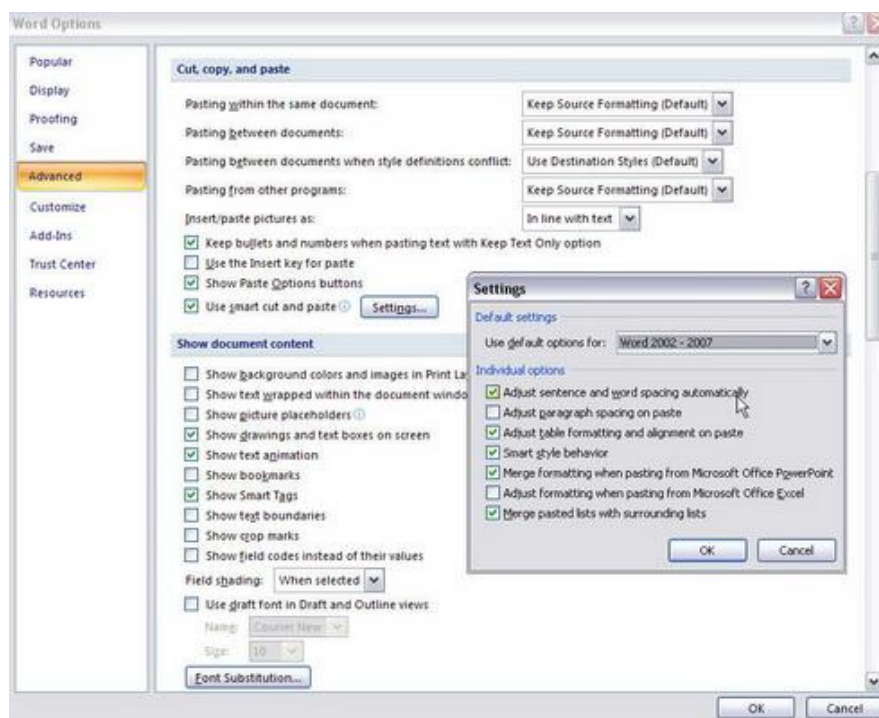 Word Options
Popular
Display
Proofing
Save
Advanced
Customize
Add-Ins
Trust Center
Resources
Cut, copy, and paste
Pasting within the same document: Keep Source Formatting (Default)
Pasting between documents: Keep Source Formatting (Default)
Pasting between documents when style definitions conflict: Use Destination Styles (Default)
Pasting from other programs: Keep Source Formatting (Default)
Insert/paste pictures as: In line with text
Keep bullets and numbers when pasting text with Keep Text Only option
Use the Insert key for paste
Show Paste Options buttons
Use smart cut and paste Settings...
Show document content
Show background colors and images in Print La
Show text wrapped within the document windo
Show picture placeholders
Show drawings and text boxes on screen
Show text animation
Show bookmarks
Show Smart Tags
Show text boundaries
Show crop marks
Show field codes instead of their values
Field shading: When selected
Use draft font in Draft and Outline views
Name: Courier New
Size: 10
Font Substitution...
Settings
Default settings
Use default options for: Word 2002 - 2007
Individual options
Adjust sentence and word spacing automatically
Adjust paragraph spacing on paste
Adjust table formatting and alignment on paste
Smart style behavior
Merge formatting when pasting from Microsoft Office PowerPoint
Adjust formatting when pasting from Microsoft Office Excel
Merge pasted lists with surrounding lists
OK Cancel
OK Cancel